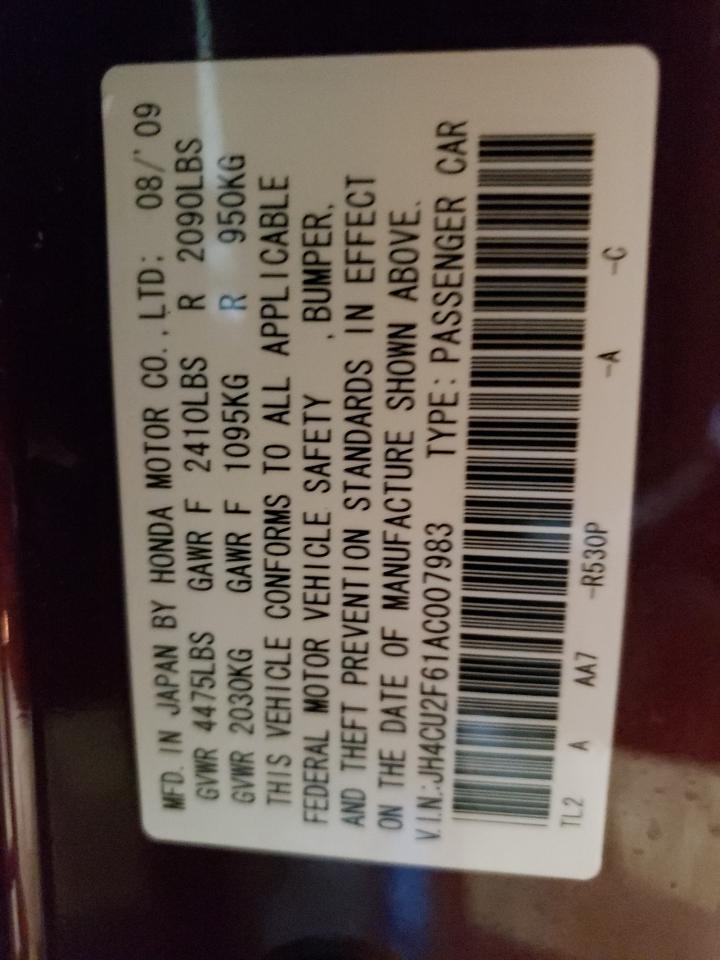 MFD. IN JAPAN BY HONDA MOTOR CO., LTD: 08/'09
GVWR 4475LBS GAWR F 2410LBS R 2090LBS
GVWR 2030KG GAWR F 1095KG R 950KG
THIS VEHICLE CONFORMS TO ALL APPLICABLE
FEDERAL MOTOR VEHICLE SAFETY , BUMPER,
AND THEFT PREVENTION STANDARDS IN EFFECT
ON THE DATE OF MANUFACTURE SHOWN ABOVE.
V.I.N.:JH4CU2F61AC007983 TYPE: PASSENGER CAR
TL2 A AA7 -R530P -A -C